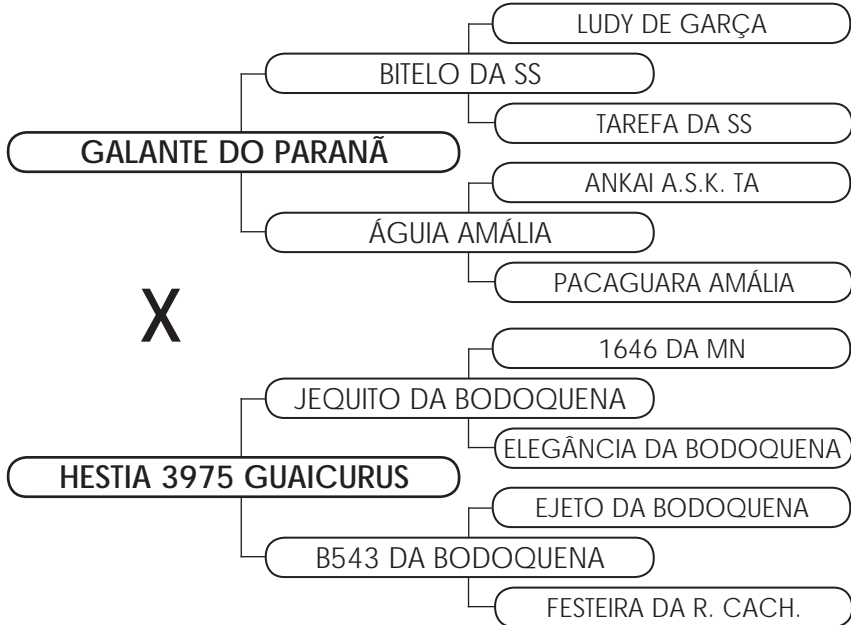 LUDY DE GARÇA
BITELO DA SS
TAREFA DA SS
GALANTE DO PARANÃ
ANKAI A.S.K. TA
ÁGUIA AMÁLIA
PACAGUARA AMÁLIA
X
1646 DA MN
JEQUITO DA BODOQUENA
ELEGÂNCIA DA BODOQUENA
HESTIA 3975 GUAICURUS
EJETO DA BODOQUENA
B543 DA BODOQUENA
FESTEIRA DA R. CACH.